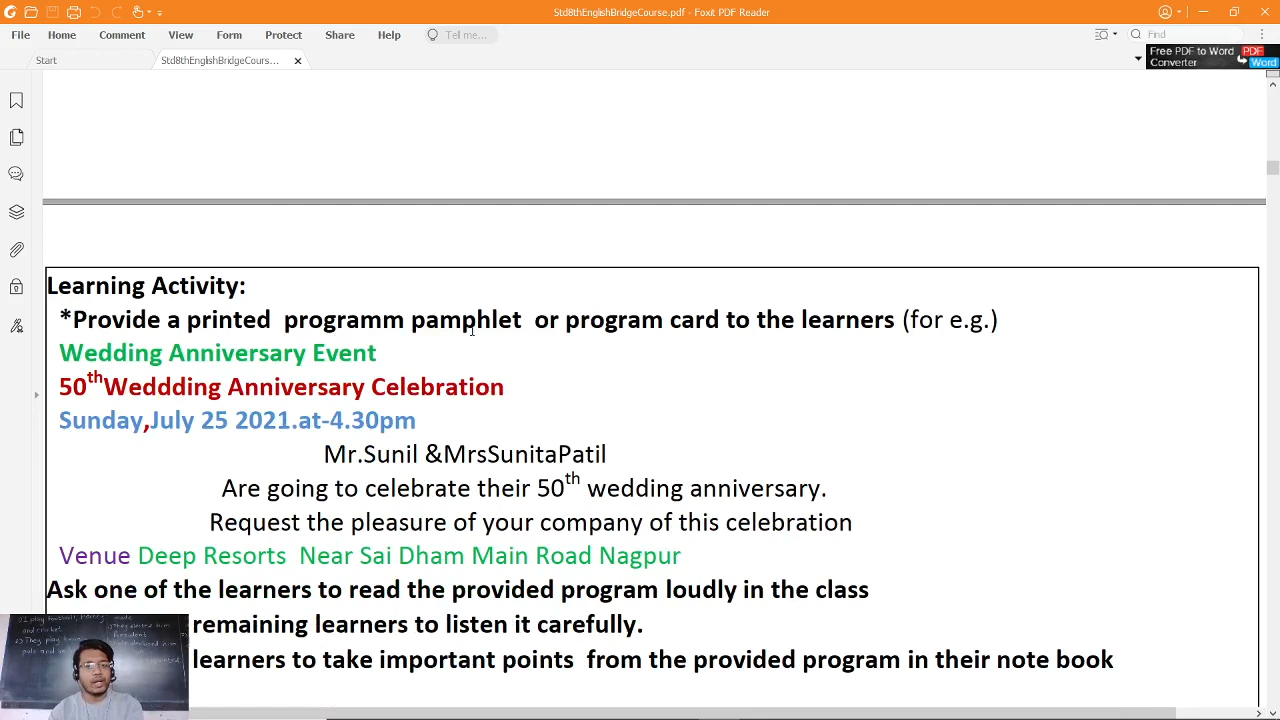 Std8thEnglishBridgeCourse.pdf - Foxit PDF Reader
File Home Comment View Form Protect Share Help Tell me... Find
Start Std8thEnglishBridgeCours...
Free PDF to Word PDF
Converter Word
Learning Activity:
*Provide a printed programm pamphlet or program card to the learners (for e.g.)
Wedding Anniversary Event
50th Weddding Anniversary Celebration
Sunday,July 25 2021.at-4.30pm
Mr.Sunil &MrsSunitaPatil
Are going to celebrate their 50th wedding anniversary.
Request the pleasure of your company of this celebration
Venue Deep Resorts Near Sai Dham Main Road Nagpur
Ask one of the learners to read the provided program loudly in the class
remaining learners to listen it carefully.
learners to take important points from the provided program in their note book
and cricket